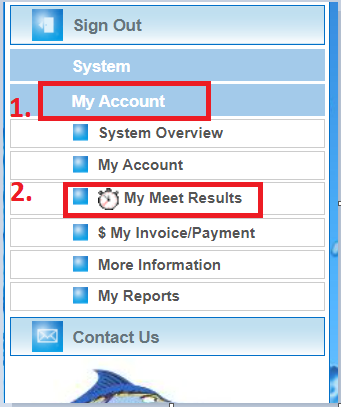 Sign Out
System
1. My Account
System Overview
My Account
2. My Meet Results
$ My Invoice/Payment
More Information
My Reports
Contact Us